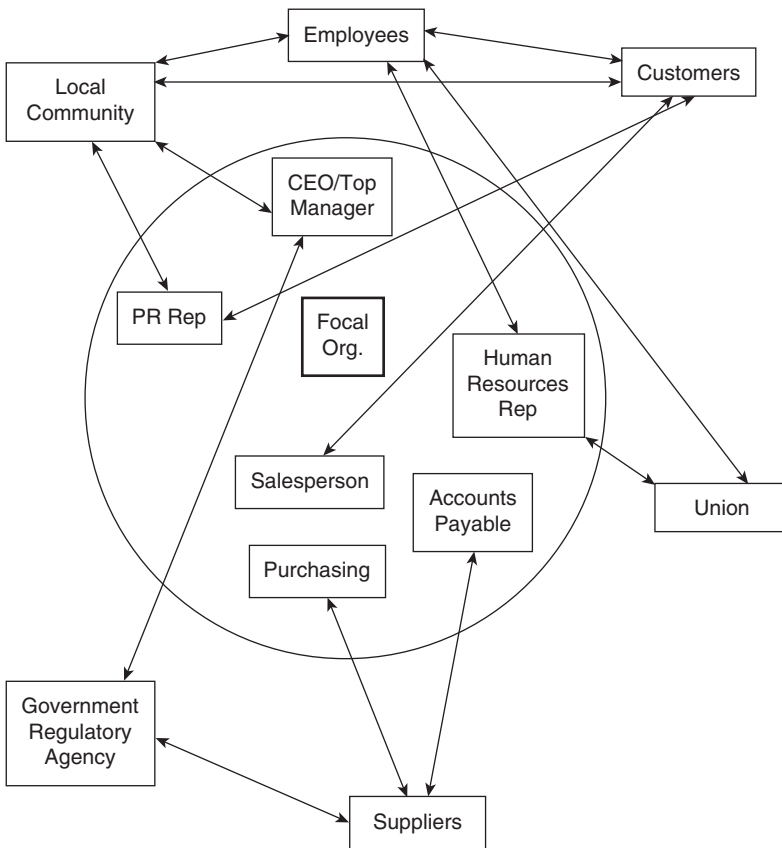 Employees
Customers
Local
Community
CEO/Top
Manager
PR Rep
Focal
Org.
Human
Resources
Rep
Salesperson
Accounts
Payable
Union
Purchasing
Government
Regulatory
Agency
Suppliers